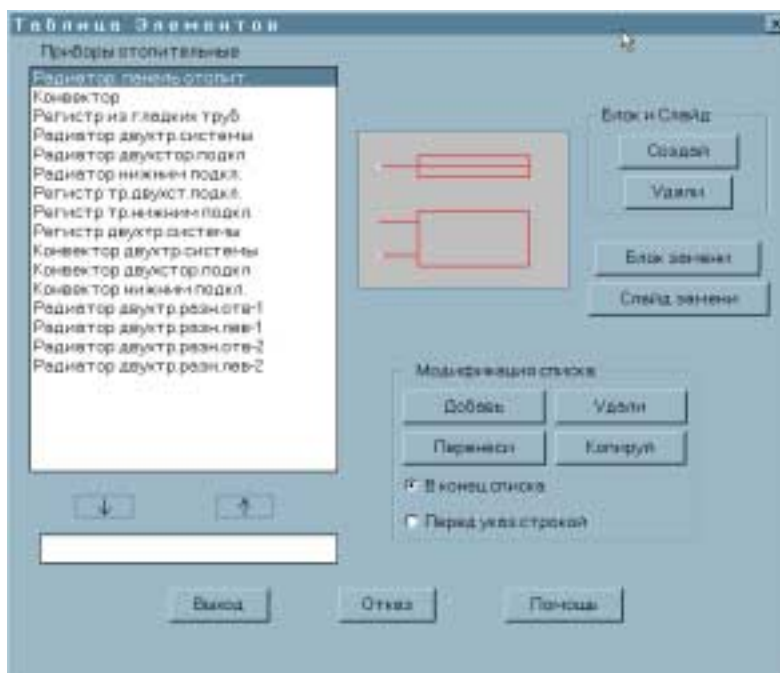 Таблица Элементов
Приборы отопительные
Радиатор, панель отопит
Конвектор
Регистр из гладких труб
Радиатор двухтр.системы
Радиатор двухстор.подкл
Радиатор нижним подкл.
Регистр тр.двухст.подкл.
Регистр тр.нижним подкл
Регистр двухтр.системы
Конвектор двухтр.системы
Конвектор двухстор.подкл
Конвектор нижним подкл.
Радиатор двухтр.разн.отв-1
Радиатор двухтр.разн.лев-1
Радиатор двухтр.разн.отв-2
Радиатор двухтр.разн.лев-2
Блок и Слайд
Создай
Удали
Блок замени
Слайд замени
Модификация списка
Добавь
Удали
Перенеси
Копируй
В конец списка
Перед указ.строкой
Выход
Отказ
Помощь